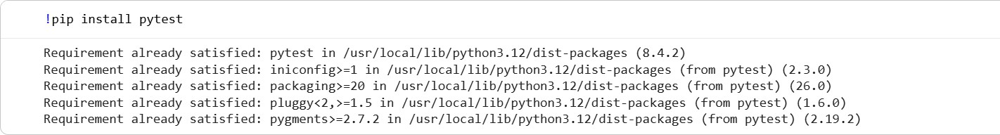 !pip install pytest
Requirement already satisfied: pytest in /usr/local/lib/python3.12/dist-packages (8.4.2)
Requirement already satisfied: iniconfig>=1 in /usr/local/lib/python3.12/dist-packages (from pytest) (2.3.0)
Requirement already satisfied: packaging>=20 in /usr/local/lib/python3.12/dist-packages (from pytest) (26.0)
Requirement already satisfied: pluggy<2,>=1.5 in /usr/local/lib/python3.12/dist-packages (from pytest) (1.6.0)
Requirement already satisfied: pygments>=2.7.2 in /usr/local/lib/python3.12/dist-packages (from pytest) (2.19.2)